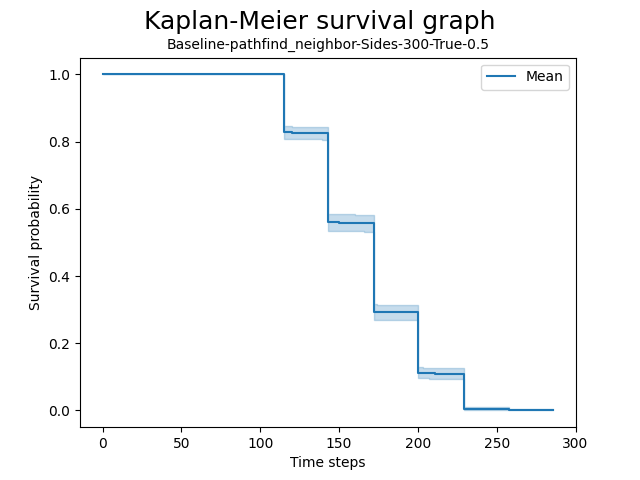 Kaplan-Meier survival graph
Baseline-pathfind_neighbor-Sides-300-True-0.5
Mean
Survival probability
1.0
0.8
0.6
0.4
0.2
0.0
0 50 100 150 200 250 300
Time steps